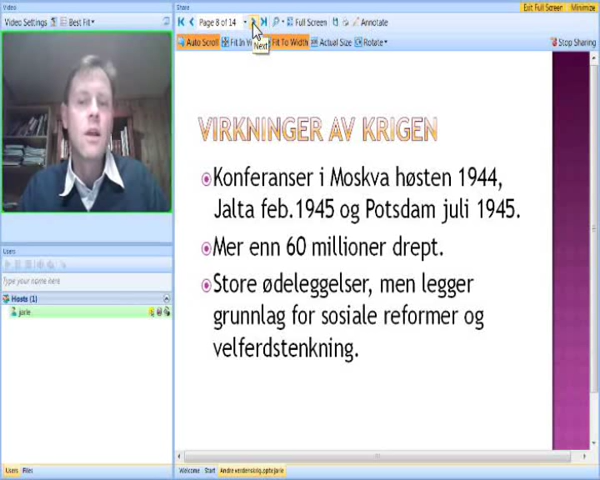 Video
Share
Exit Full Screen
Minimize
Video Settings
Best Fit
Page 8 of 14
Full Screen
Annotate
Next
Auto Scroll
Fit In
Fit To Width
Actual Size
Rotate
Stop Sharing
VIRKNINGER AV KRIGEN
Konferanser i Moskva høsten 1944,
Jalta feb.1945 og Potsdam juli 1945.
Mer enn 60 millioner drept.
Store ødeleggelser, men legger
grunnlag for sosiale reformer og
velferdstenkning.
Users
Type your name here
Hosts (1)
jarle
Users
Files
Welcome
Start
Andre verdenskrig.pptx-jarle